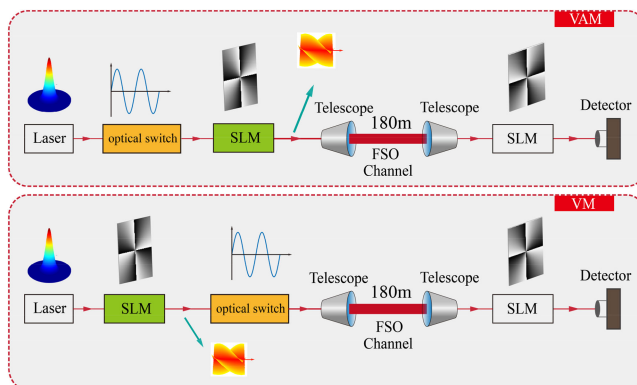 VAM
Telescope
Telescope
180m
Detector
Laser
optical switch
SLM
SLM
FSO
Channel
VM
Telescope
Telescope
Detector
180m
Laser
SLM
optical switch
SLM
FSO
Channel